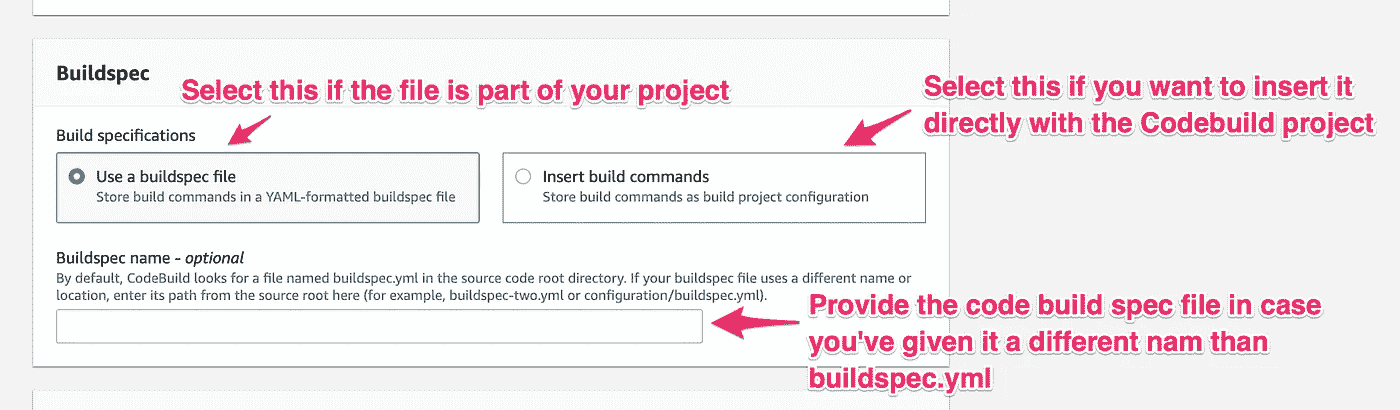 Buildspec
Select this if the file is part of your project
Select this if you want to insert it
directly with the Codebuild project
Build specifications
Use a buildspec file
Store build commands in a YAML-formatted buildspec file
Insert build commands
Store build commands as build project configuration
Buildspec name - optional
By default, CodeBuild looks for a file named buildspec.yml in the source code root directory. If your buildspec file uses a different name or
location, enter its path from the source root here (for example, buildspec-two.yml or configuration/buildspec.yml).
Provide the code build spec file in case
you've given it a different nam than
buildspec.yml